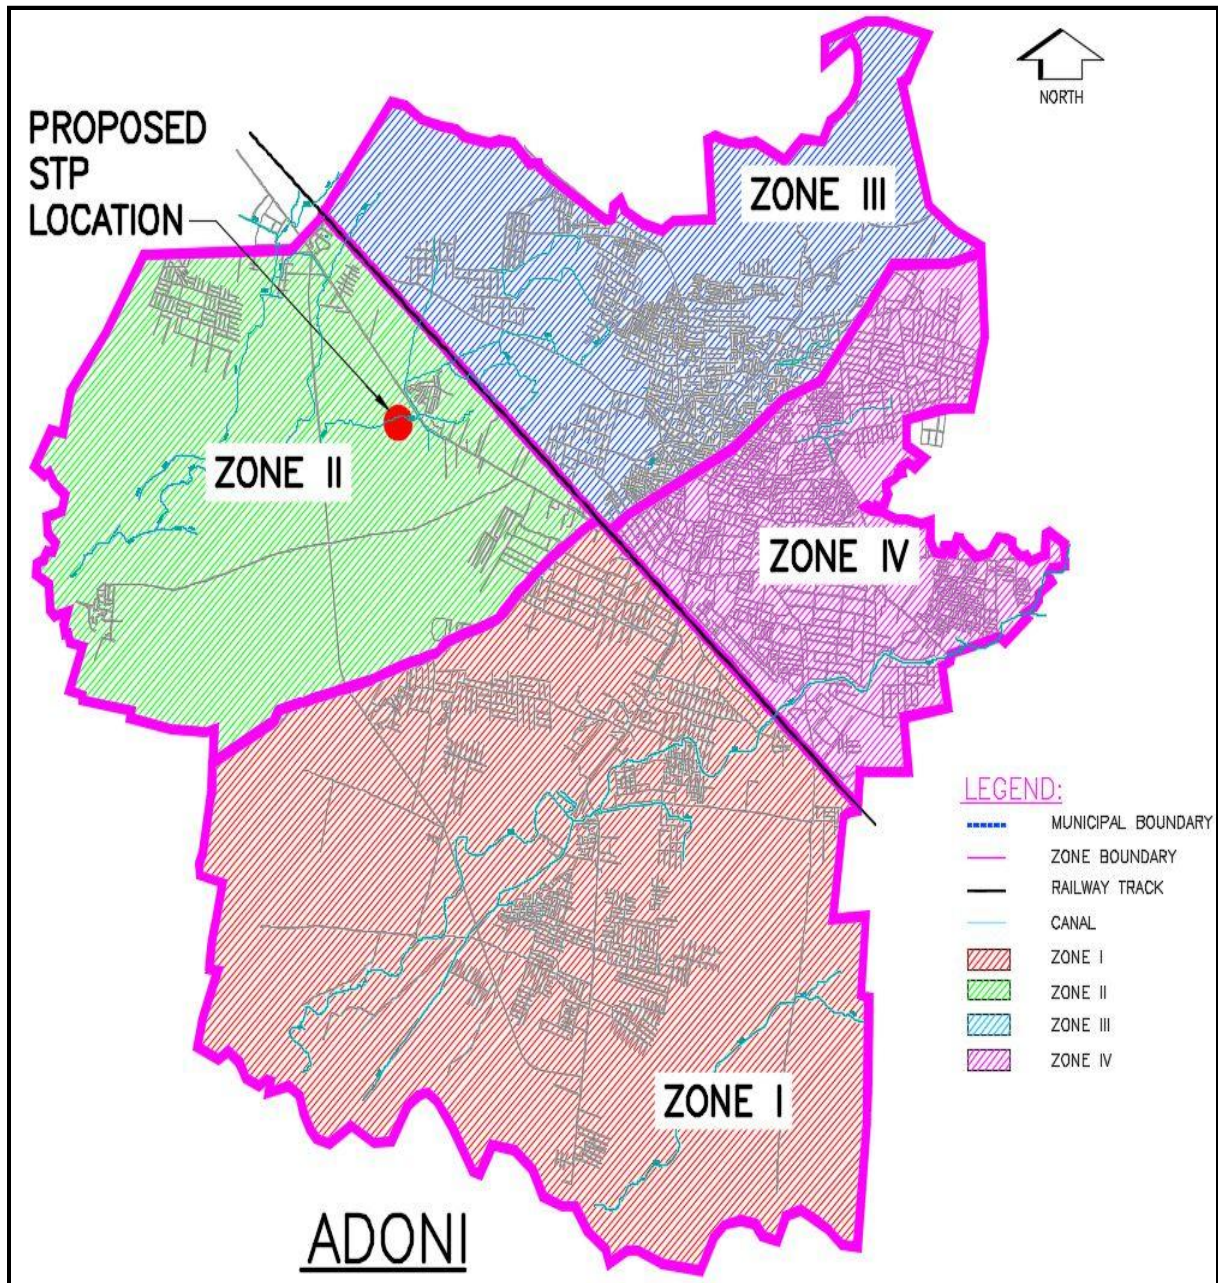 NORTH
PROPOSED
STP
LOCATION
ZONE III
ZONE II
ZONE IV
LEGEND:
MUNICIPAL BOUNDARY
ZONE BOUNDARY
RAILWAY TRACK
CANAL
ZONE I
ZONE II
ZONE III
ZONE IV
ZONE I
ADONI